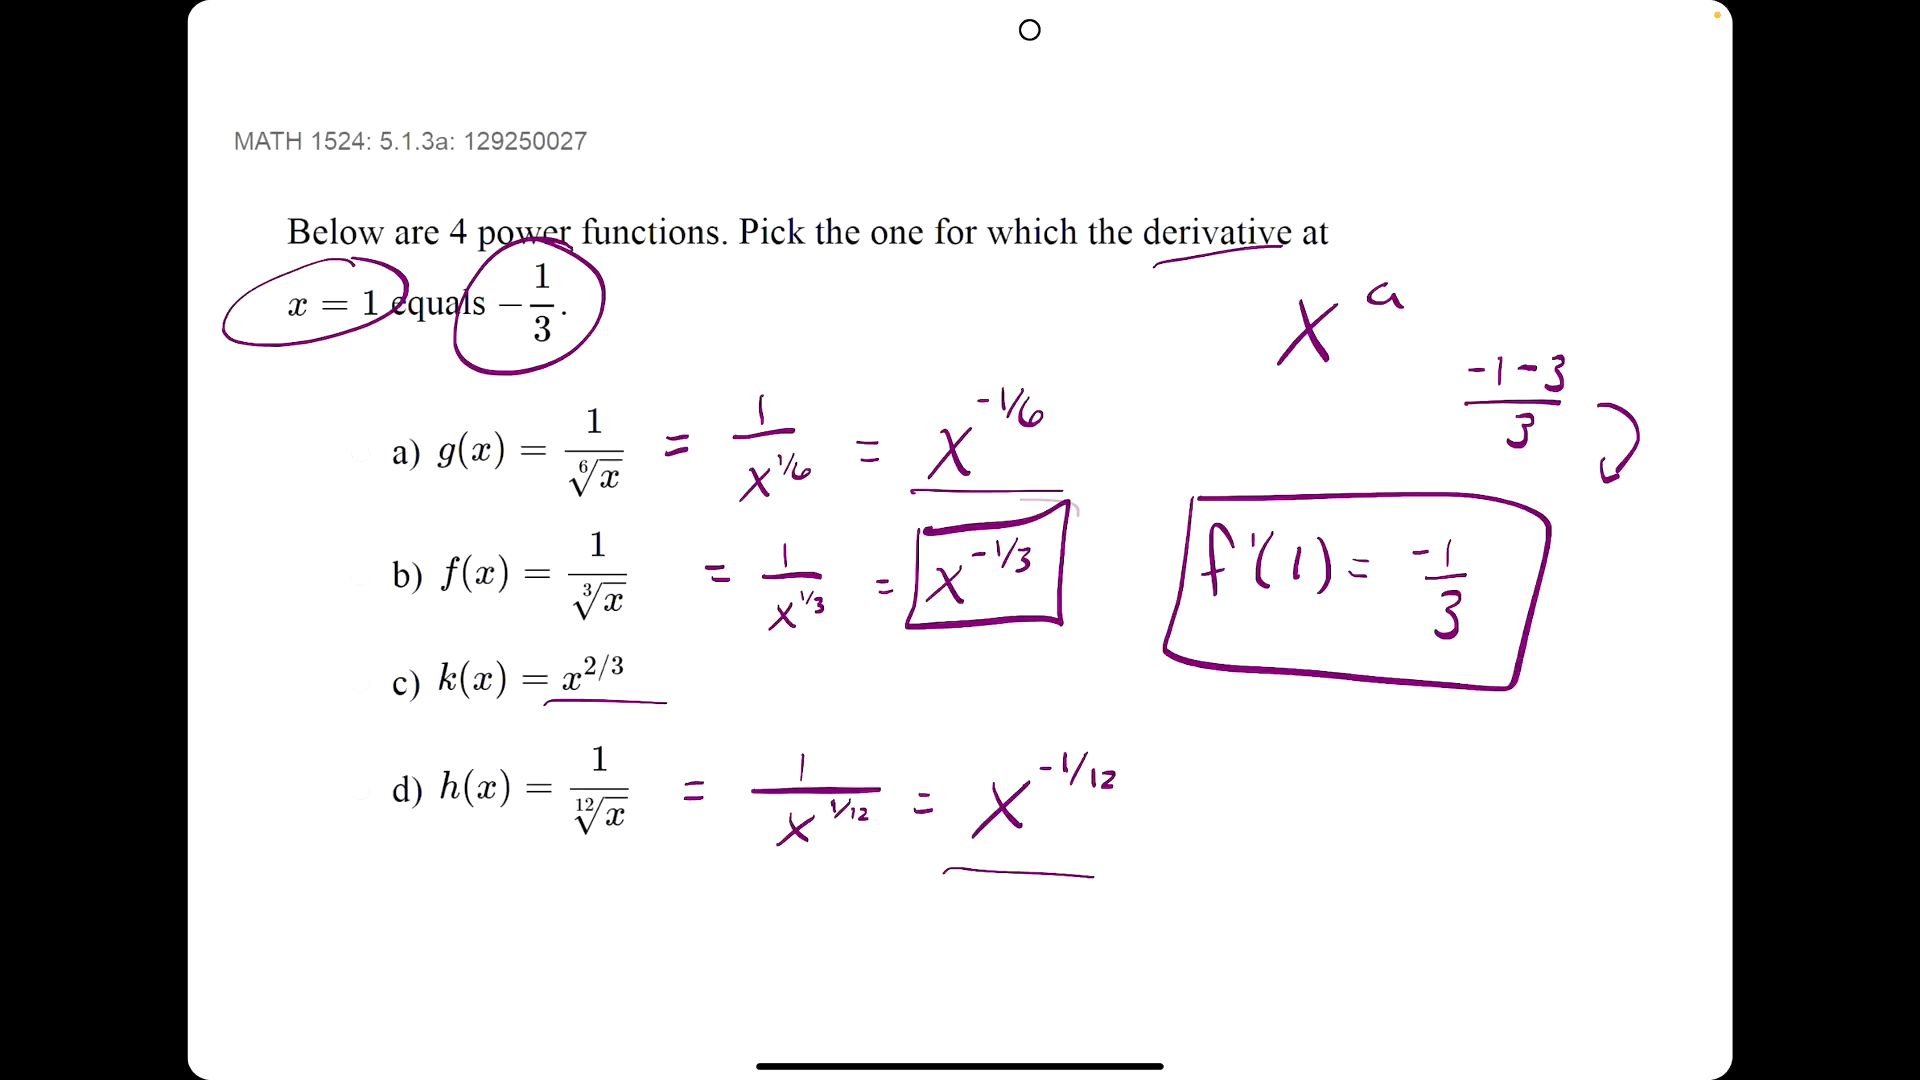 MATH 1524: 5.1.3a: 129250027
Below are 4 power functions. Pick the one for which the derivative at
x = 1 equals −1/3.
x^a
(-1-3)/3
a) g(x) = 1/⁶√x = 1/x^(1/6) = x^(-1/6)
b) f(x) = 1/³√x = 1/x^(1/3) = x^(-1/3)
f'(1) = -1/3
c) k(x) = x^(2/3)
d) h(x) = 1/¹²√x = 1/x^(1/12) = x^(-1/12)